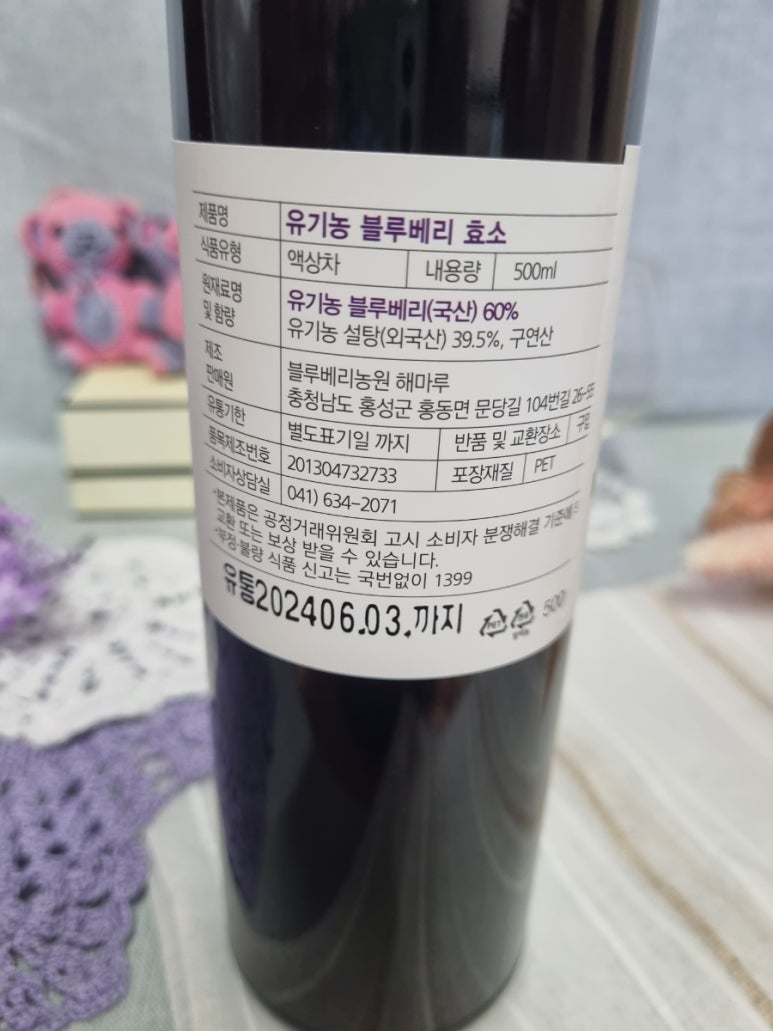 제품명 유기농 블루베리 효소
식품유형 액상차 내용량 500ml
원재료명 유기농 블루베리(국산) 60%
및 함량 유기농 설탕(외국산) 39.5%, 구연산
제조 블루베리농원 해마루
판매원 충청남도 홍성군 홍동면 문당길 104번길 26-55
유통기한 별도표기일 까지 반품 및 교환장소
품목제조번호 201304732733 포장재질 PET
소비자상담실 041) 634-2071
·본제품은 공정거래위원회 고시 소비자 분쟁해결 기준에
교환 또는 보상 받을 수 있습니다.
·부정·불량 식품 신고는 국번없이 1399
유통202406.03.까지 PET 500